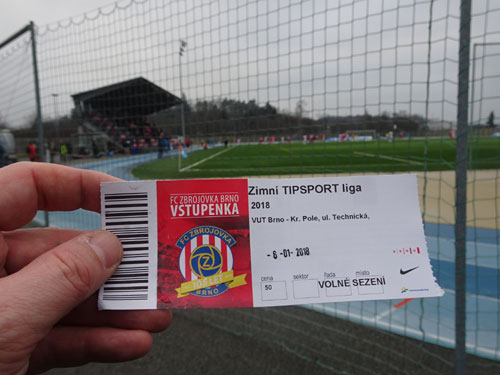 FC ZBROJOVKA BRNO
VSTUPENKA
FC ZBROJOVKA
BRNO
Zimní TIPSPORT liga
2018
VUT Brno - Kr. Pole, ul. Technická,
- 6 -01- 2018
cena sektor řada místo
50 VOLNÉ SEZENÍ